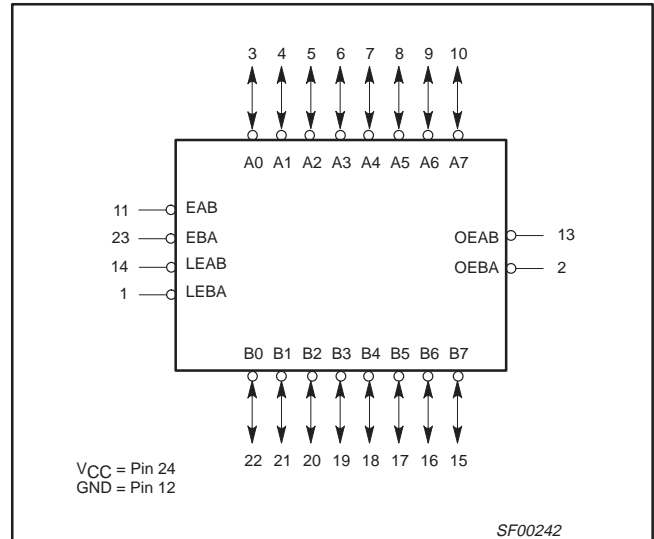 3 4 5 6 7 8 9 10
A0 A1 A2 A3 A4 A5 A6 A7
11 EAB
23 EBA
14 LEAB
1 LEBA
OEAB 13
OEBA 2
B0 B1 B2 B3 B4 B5 B6 B7
22 21 20 19 18 17 16 15
VCC = Pin 24
GND = Pin 12
SF00242